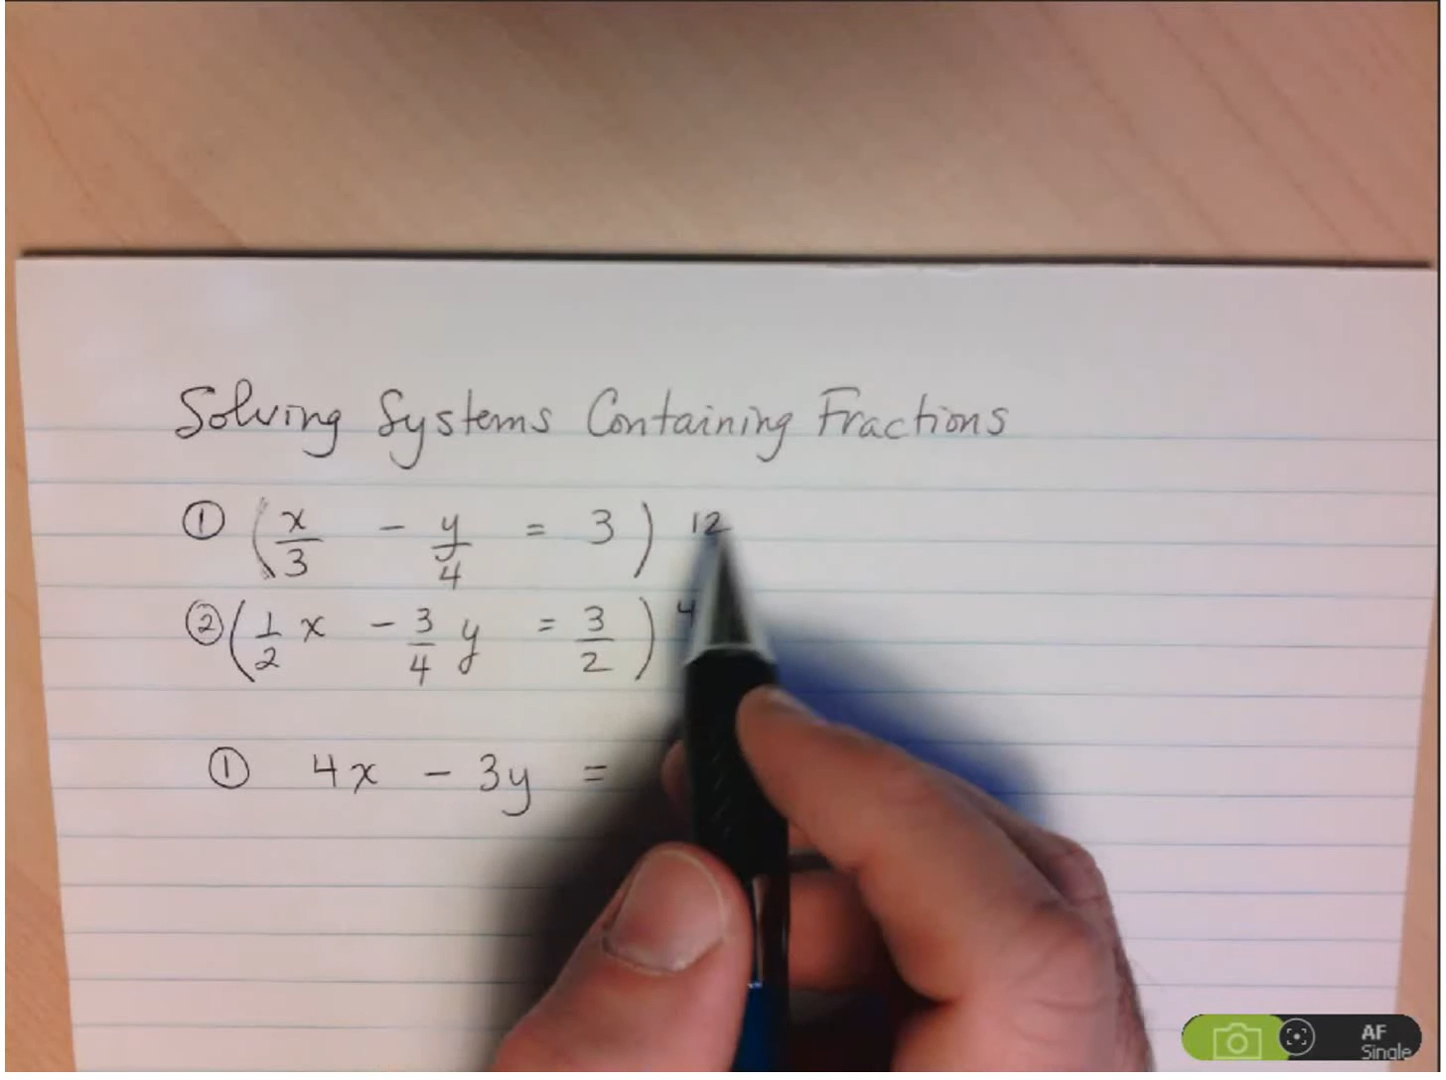 Solving Systems Containing Fractions
① (x/3 - y/4 = 3) 12
② (1/2 x - 3/4 y = 3/2) 4
① 4x - 3y =
AF
Single